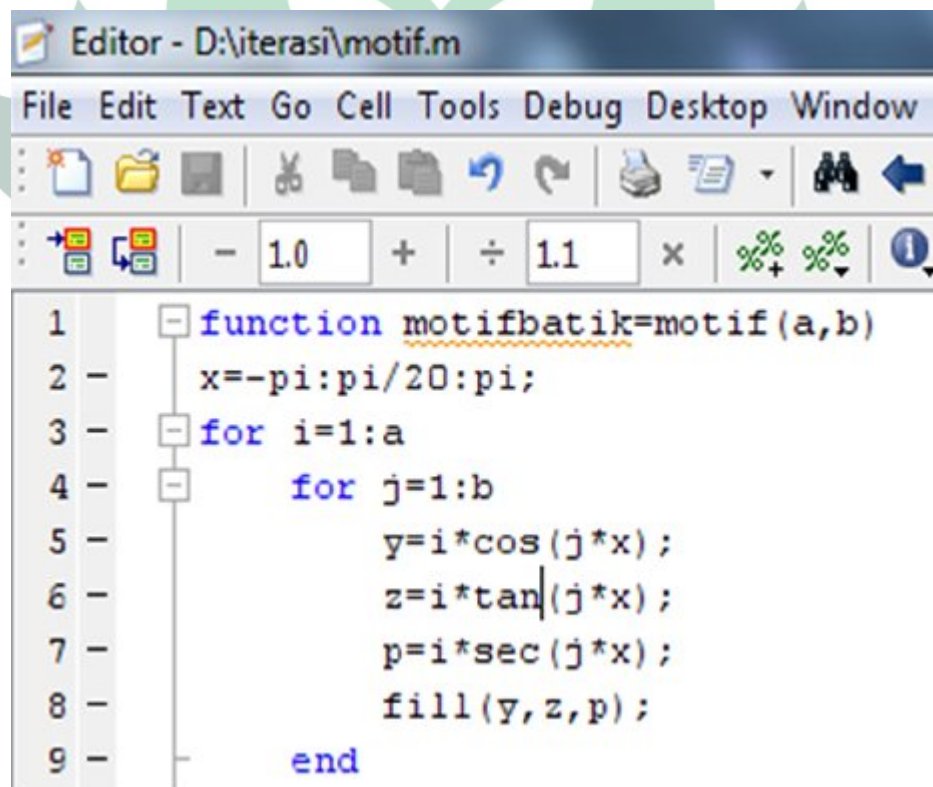 Editor - D:\iterasi\motif.m
File Edit Text Go Cell Tools Debug Desktop Window
- 1.0 + ÷ 1.1 × %%+ %%
1 function motifbatik=motif(a,b)
2 - x=-pi:pi/20:pi;
3 - for i=1:a
4 - for j=1:b
5 - y=i*cos(j*x);
6 - z=i*tan(j*x);
7 - p=i*sec(j*x);
8 - fill(y,z,p);
9 - end